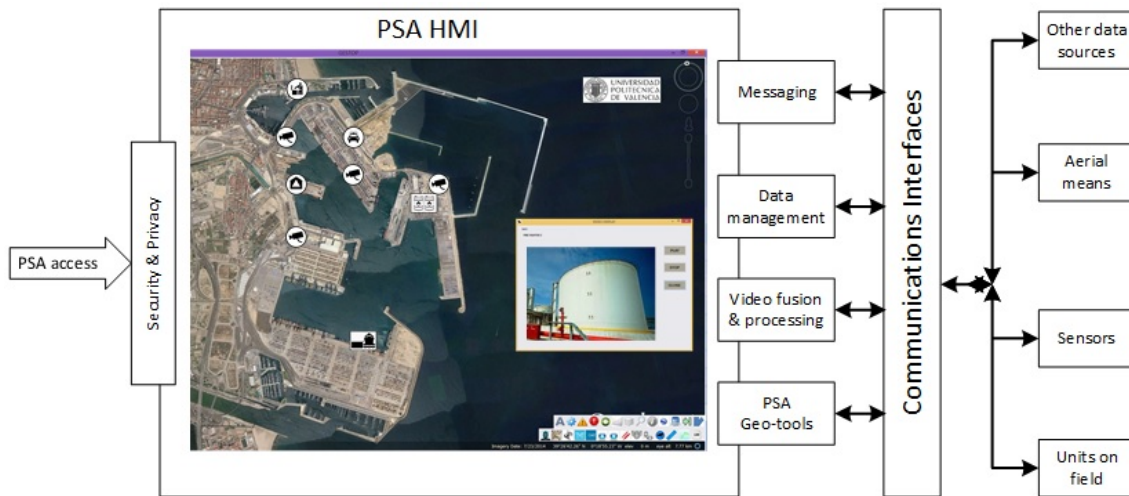 PSA HMI
UNIVERSIDAD
POLITECNICA
DE VALENCIA
PSA access
Security & Privacy
Messaging
Data
management
Video fusion
& processing
PSA
Geo-tools
Communications Interfaces
Other data
sources
Aerial
means
Sensors
Units on
field